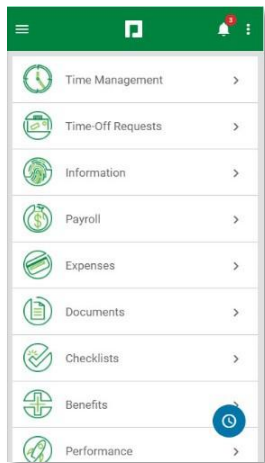 3
Time Management
Time-Off Requests
Information
Payroll
Expenses
Documents
Checklists
Benefits
Performance